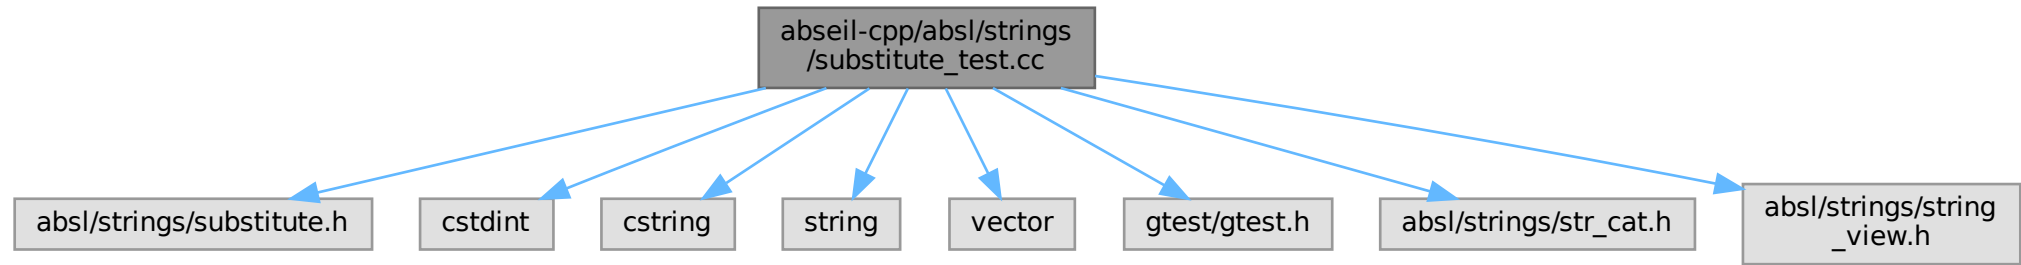 abseil-cpp/absl/strings
/substitute_test.cc
absl/strings/substitute.h
cstdint
cstring
string
vector
gtest/gtest.h
absl/strings/str_cat.h
absl/strings/string
_view.h